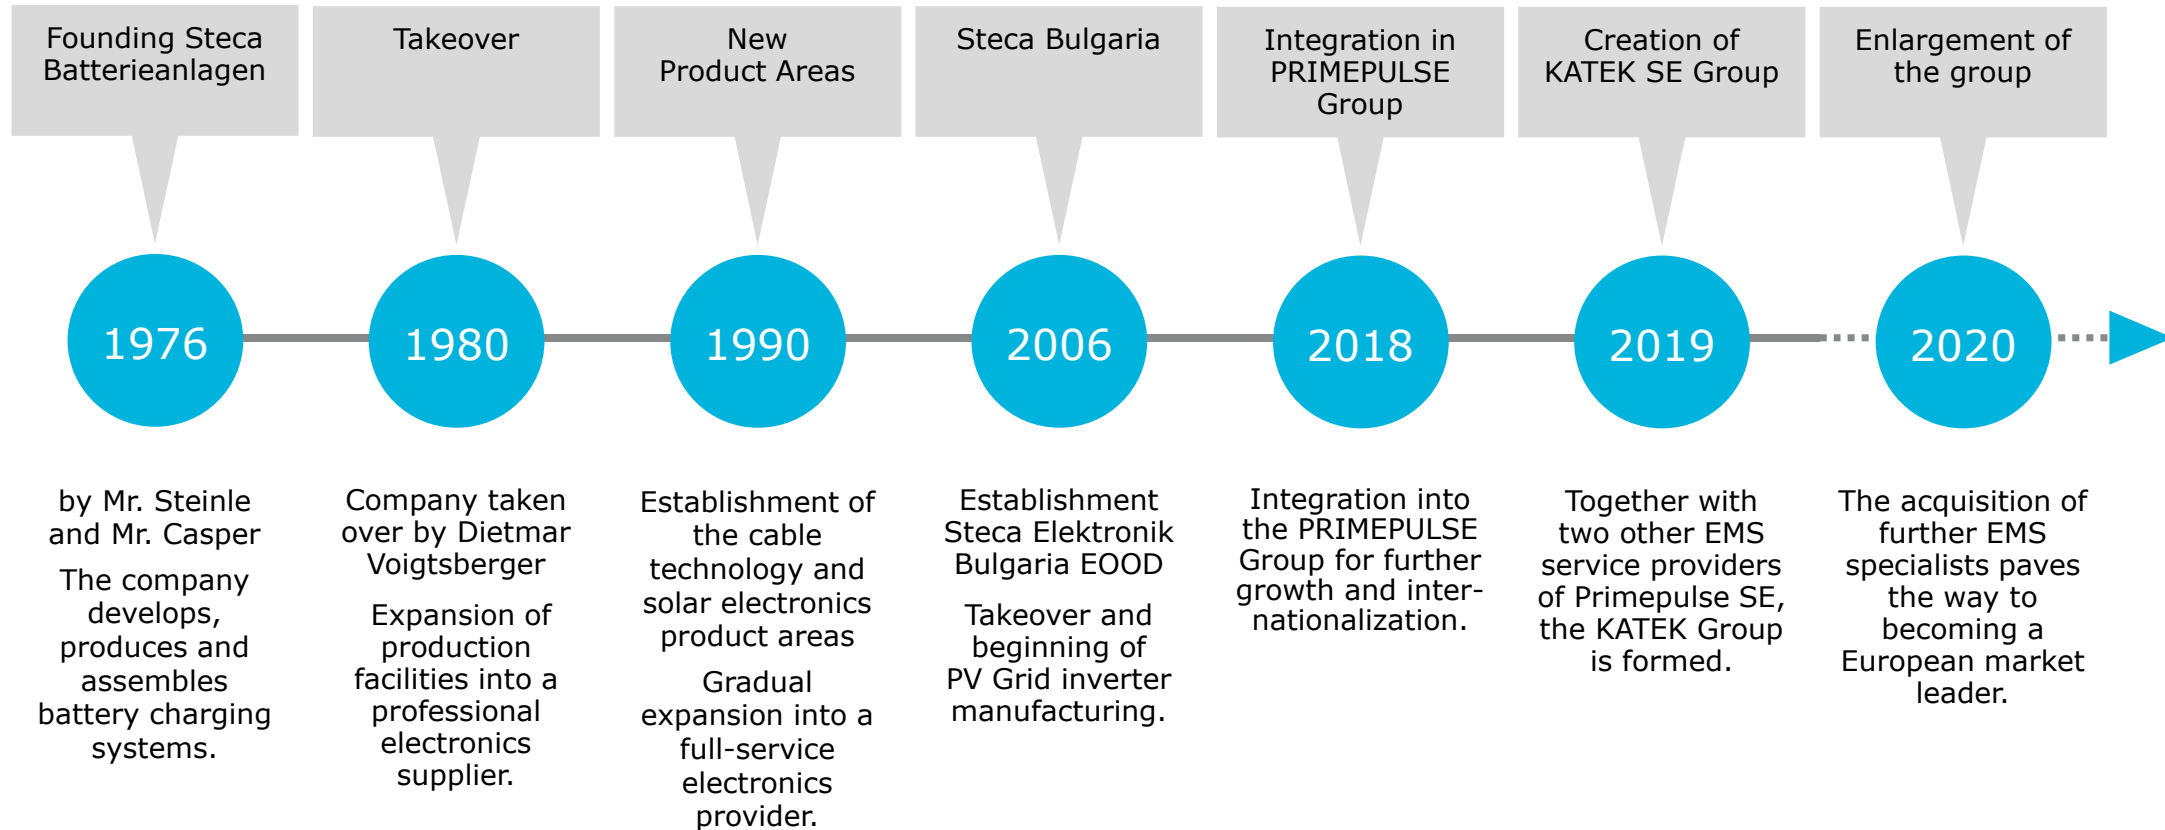 Founding Steca
Batterieanlagen
Takeover
New
Product Areas
Steca Bulgaria
Integration in
PRIMEPULSE
Group
Creation of
KATEK SE Group
Enlargement of
the group
1976
1980
1990
2006
2018
2019
2020
by Mr. Steinle
and Mr. Casper
The company
develops,
produces and
assembles
battery charging
systems.
Company taken
over by Dietmar
Voigtsberger
Expansion of
production
facilities into a
professional
electronics
supplier.
Establishment of
the cable
technology and
solar electronics
product areas
Gradual
expansion into a
full-service
electronics
provider.
Establishment
Steca Elektronik
Bulgaria EOOD
Takeover and
beginning of
PV Grid inverter
manufacturing.
Integration into
the PRIMEPULSE
Group for further
growth and inter-
nationalization.
Together with
two other EMS
service providers
of Primepulse SE,
the KATEK Group
is formed.
The acquisition of
further EMS
specialists paves
the way to
becoming a
European market
leader.